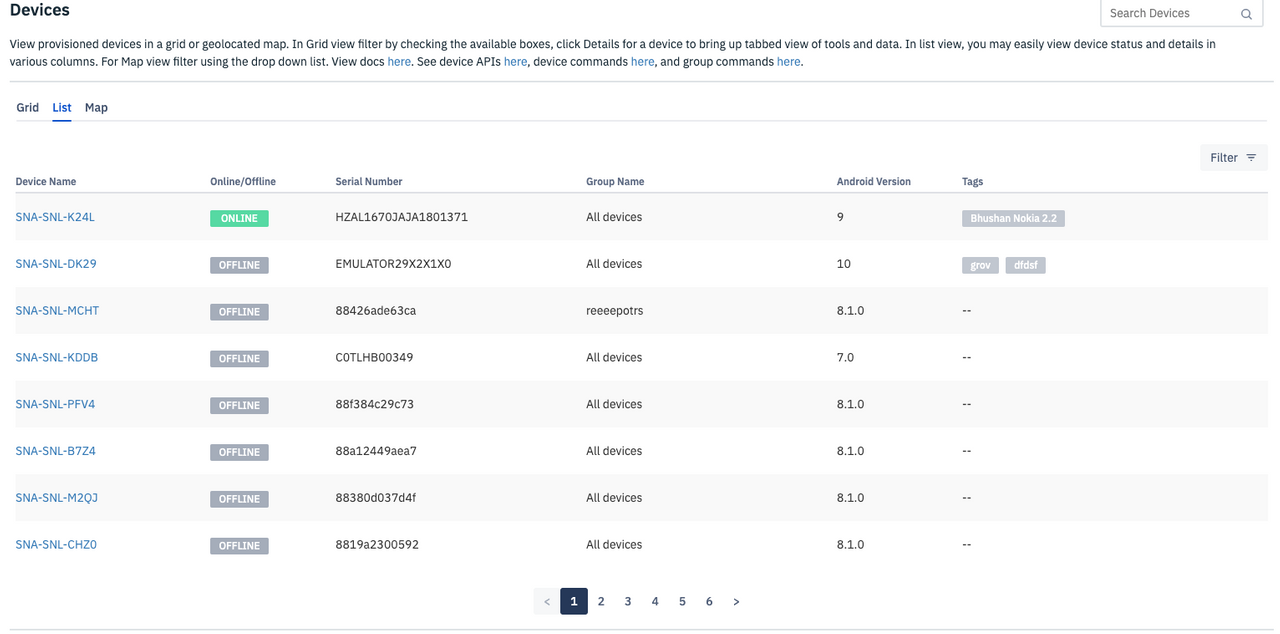 Devices
Search Devices
View provisioned devices in a grid or geolocated map. In Grid view filter by checking the available boxes, click Details for a device to bring up tabbed view of tools and data. In list view, you may easily view device status and details in
various columns. For Map view filter using the drop down list. View docs here. See device APIs here, device commands here, and group commands here.
Grid List Map
Filter
Device Name Online/Offline Serial Number Group Name Android Version Tags
SNA-SNL-K24L ONLINE HZAL1670JAJA1801371 All devices 9 Bhushan Nokia 2.2
SNA-SNL-DK29 OFFLINE EMULATOR29X2X1X0 All devices 10 grov dfdsf
SNA-SNL-MCHT OFFLINE 88426ade63ca reeeepotrs 8.1.0 --
SNA-SNL-KDDB OFFLINE C0TLHB00349 All devices 7.0 --
SNA-SNL-PFV4 OFFLINE 88f384c29c73 All devices 8.1.0 --
SNA-SNL-B7Z4 OFFLINE 88a12449aea7 All devices 8.1.0 --
SNA-SNL-M2QJ OFFLINE 88380d037d4f All devices 8.1.0 --
SNA-SNL-CHZ0 OFFLINE 8819a2300592 All devices 8.1.0 --
< 1 2 3 4 5 6 >